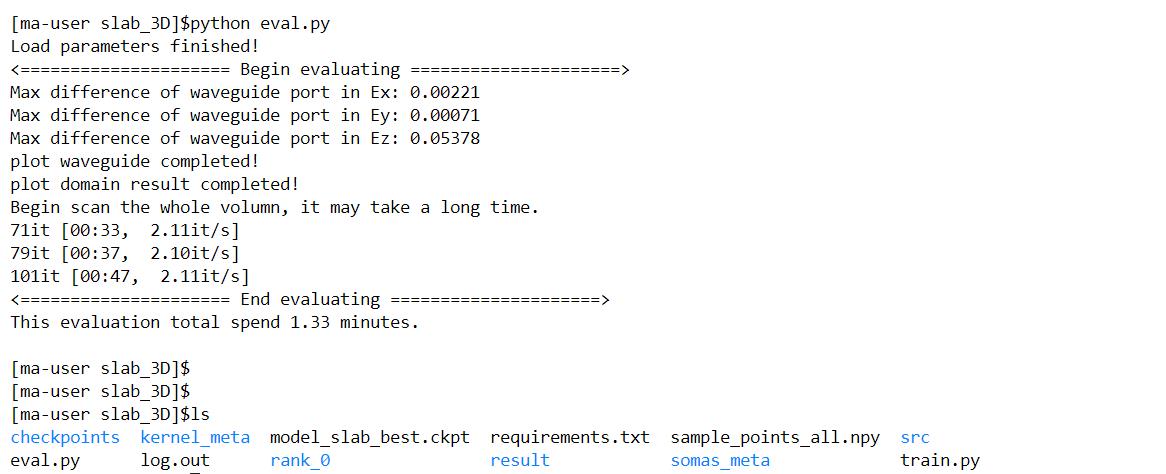 [ma-user slab_3D]$python eval.py
Load parameters finished!
<===================== Begin evaluating =====================>
Max difference of waveguide port in Ex: 0.00221
Max difference of waveguide port in Ey: 0.00071
Max difference of waveguide port in Ez: 0.05378
plot waveguide completed!
plot domain result completed!
Begin scan the whole volumn, it may take a long time.
71it [00:33,  2.11it/s]
79it [00:37,  2.10it/s]
101it [00:47,  2.11it/s]
<===================== End evaluating =====================>
This evaluation total spend 1.33 minutes.
[ma-user slab_3D]$
[ma-user slab_3D]$
[ma-user slab_3D]$ls
checkpoints  kernel_meta  model_slab_best.ckpt  requirements.txt  sample_points_all.npy  src
eval.py      log.out      rank_0                result            somas_meta             train.py